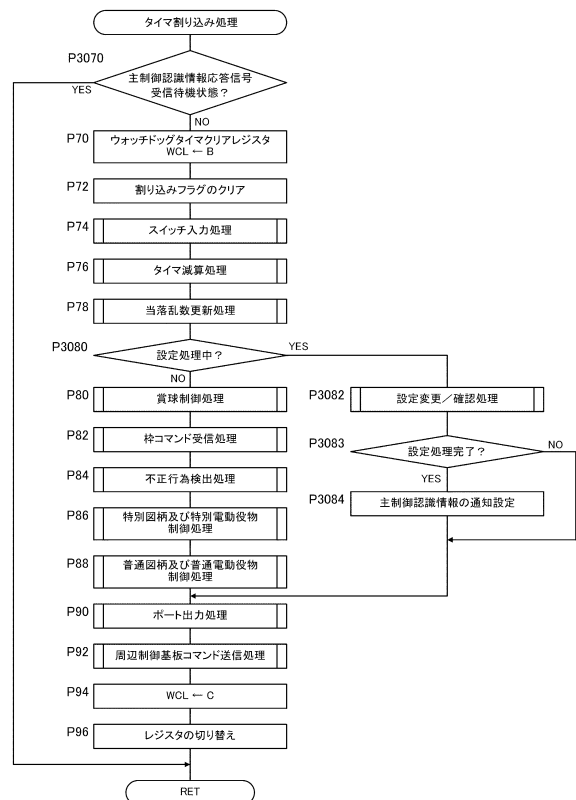 タイマ割り込み処理
P3070
主制御認識情報応答信号
受信待機状態？
YES
NO
P70
ウォッチドッグタイマクリアレジスタ
WCL ← B
P72
割り込みフラグのクリア
P74
スイッチ入力処理
P76
タイマ減算処理
P78
当落乱数更新処理
P3080
設定処理中？
YES
NO
P80
賞球制御処理
P3082
設定変更／確認処理
P82
枠コマンド受信処理
P3083
設定処理完了？
NO
YES
P84
不正行為検出処理
P3084
主制御認識情報の通知設定
P86
特別図柄及び特別電動役物
制御処理
P88
普通図柄及び普通電動役物
制御処理
P90
ポート出力処理
P92
周辺制御基板コマンド送信処理
P94
WCL ← C
P96
レジスタの切り替え
RET